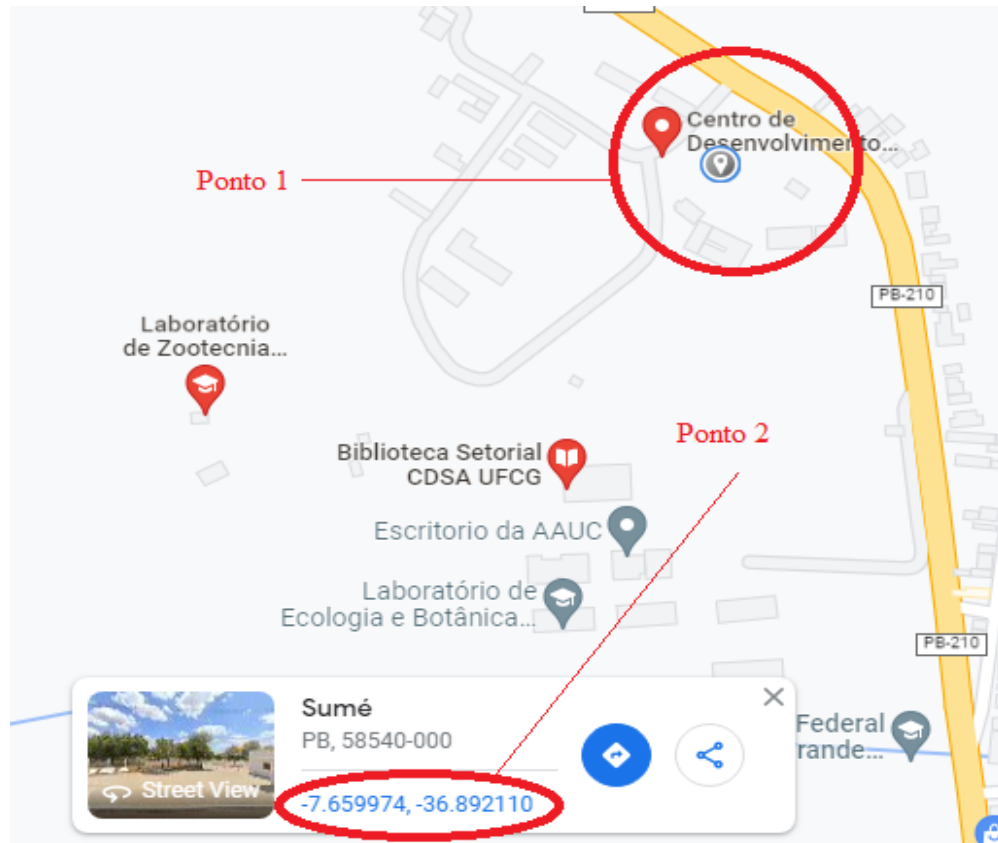 Centro de
Desenvolvimento...
Ponto 1
PB-210
Laboratório
de Zootecnia...
Ponto 2
Biblioteca Setorial
CDSA UFCG
Escritorio da AAUC
Laboratório de
Ecologia e Botânica...
PB-210
Sumé
PB, 58540-000
Federal
rande...
Street View
-7.659974, -36.892110